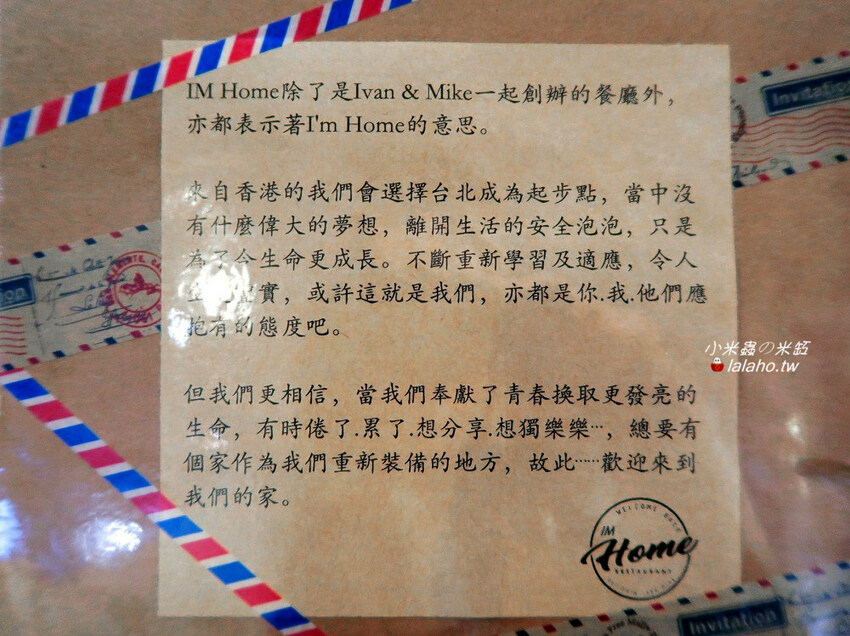 IM Home除了是Ivan & Mike一起創辦的餐廳外，
亦都表示著I'm Home的意思。
來自香港的我們會選擇台北成為起步點，當中沒
有什麼偉大的夢想，離開生活的安全泡泡，只是
為了令生命更成長。不斷重新學習及適應，令人
實，或許這就是我們，亦都是你.我.他們應
抱有的態度吧。
但我們更相信，當我們奉獻了青春換取更發亮的
生命，有時倦了.累了.想分享.想獨樂樂…，總要有
個家作為我們重新裝備的地方，故此……歡迎來到
我們的家。
WELCOME BACK
IM
Home
RESTAURANT
小米蟲の米缸
lalaho.tw
Invitation
Invitation